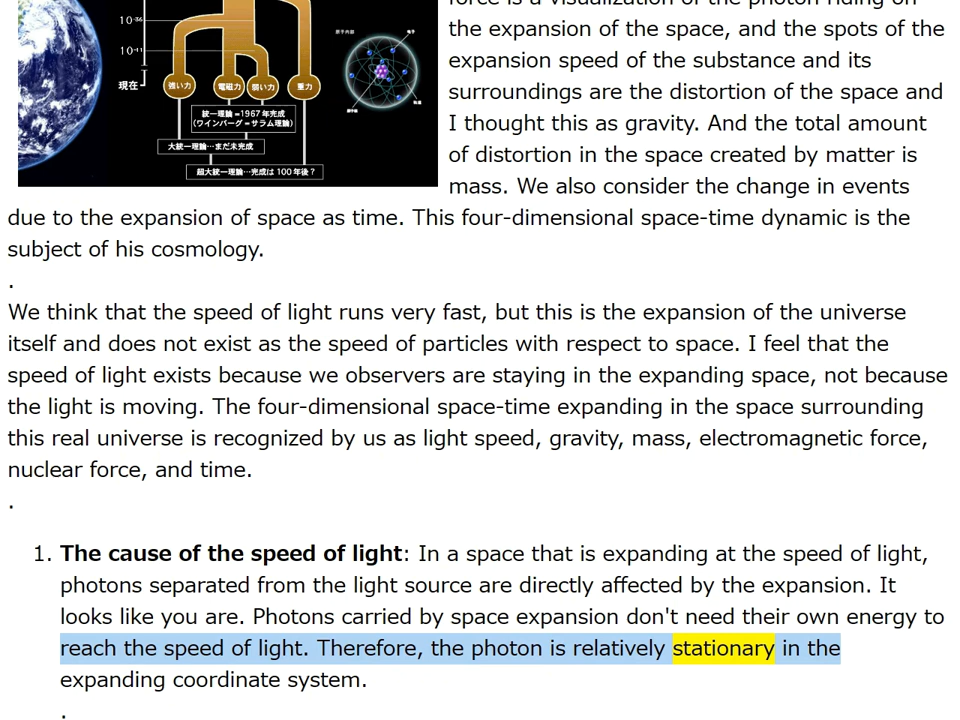 10⁻³⁶
10⁻¹¹
現在
強い力
電磁力
弱い力
重力
統一理論=1967年完成
(ワインバーグ=サラム理論)
大統一理論…まだ未完成
超大統一理論…完成は100年後?
force is a visualization of the photon riding on
the expansion of the space, and the spots of the
expansion speed of the substance and its
surroundings are the distortion of the space and
I thought this as gravity. And the total amount
of distortion in the space created by matter is
mass. We also consider the change in events
due to the expansion of space as time. This four-dimensional space-time dynamic is the
subject of his cosmology.
.
We think that the speed of light runs very fast, but this is the expansion of the universe
itself and does not exist as the speed of particles with respect to space. I feel that the
speed of light exists because we observers are staying in the expanding space, not because
the light is moving. The four-dimensional space-time expanding in the space surrounding
this real universe is recognized by us as light speed, gravity, mass, electromagnetic force,
nuclear force, and time.
.
1. The cause of the speed of light: In a space that is expanding at the speed of light,
photons separated from the light source are directly affected by the expansion. It
looks like you are. Photons carried by space expansion don't need their own energy to
reach the speed of light. Therefore, the photon is relatively stationary in the
expanding coordinate system.
.